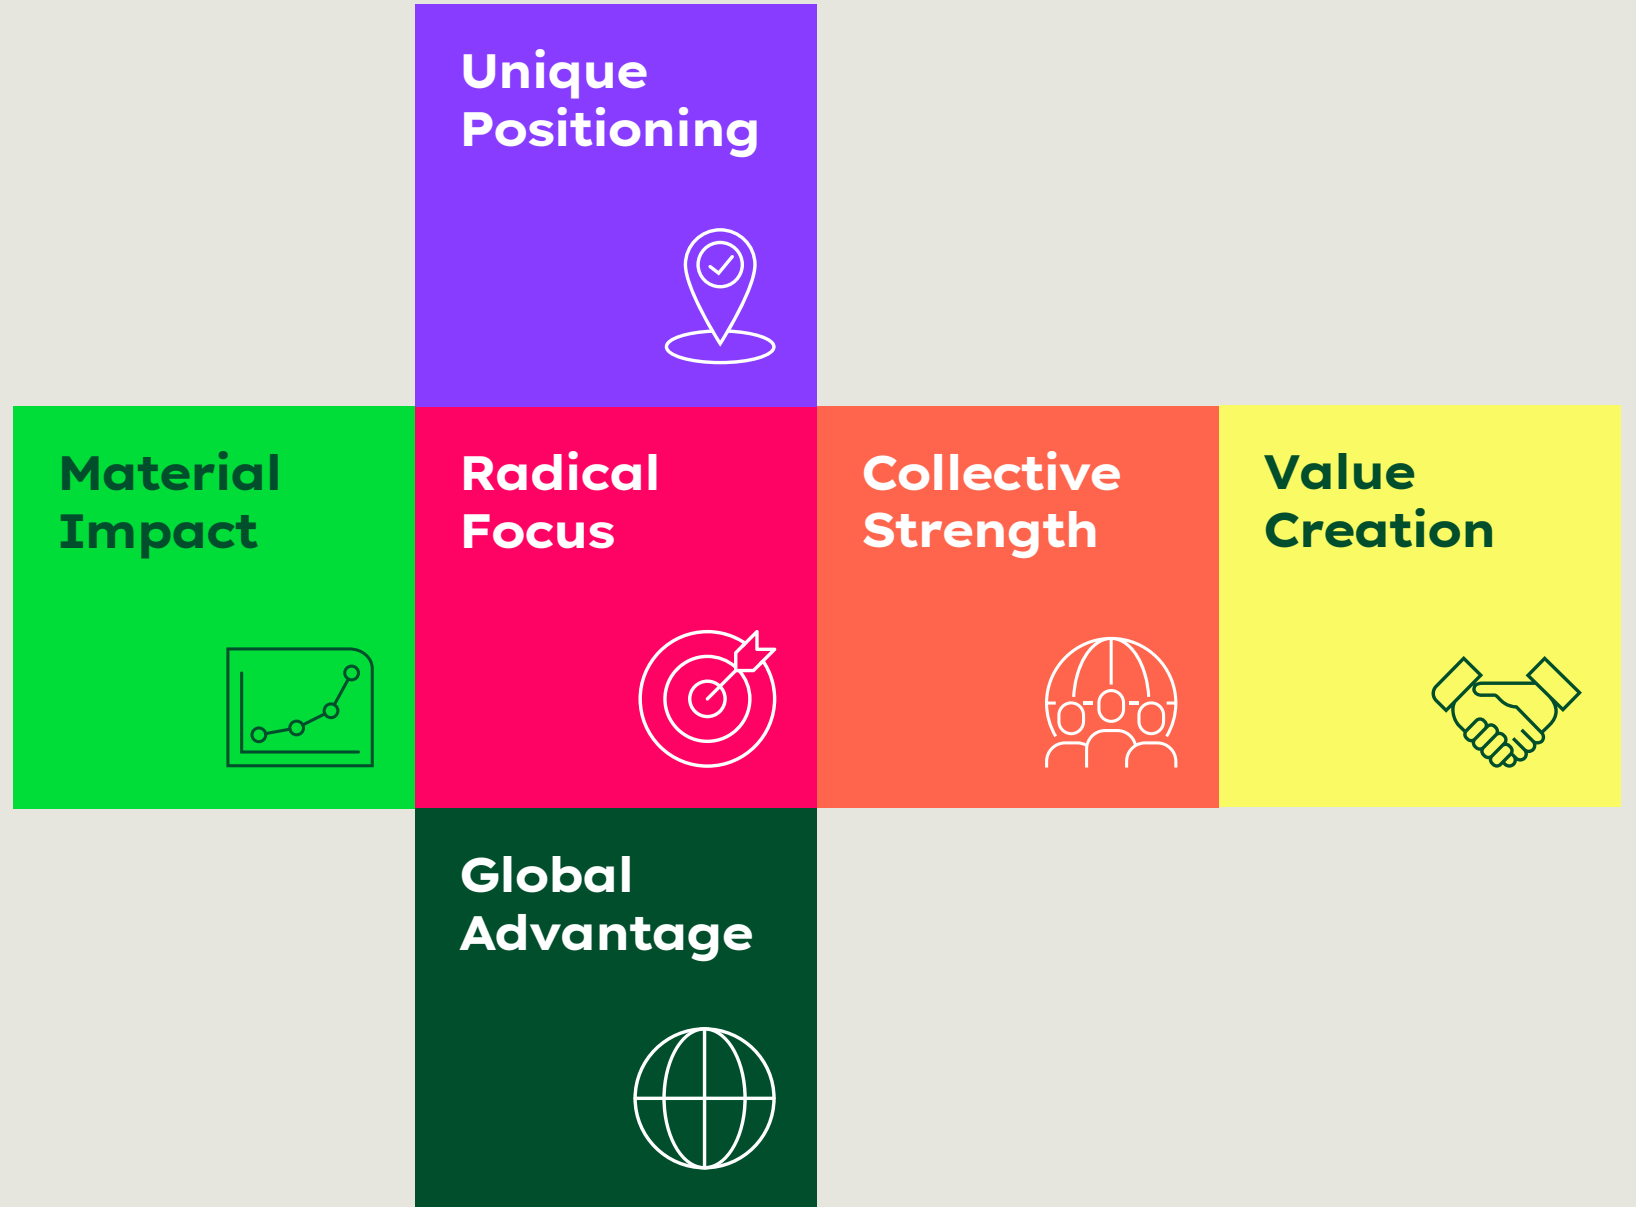 Unique
Positioning
Material
Impact
Radical
Focus
Collective
Strength
Value
Creation
Global
Advantage